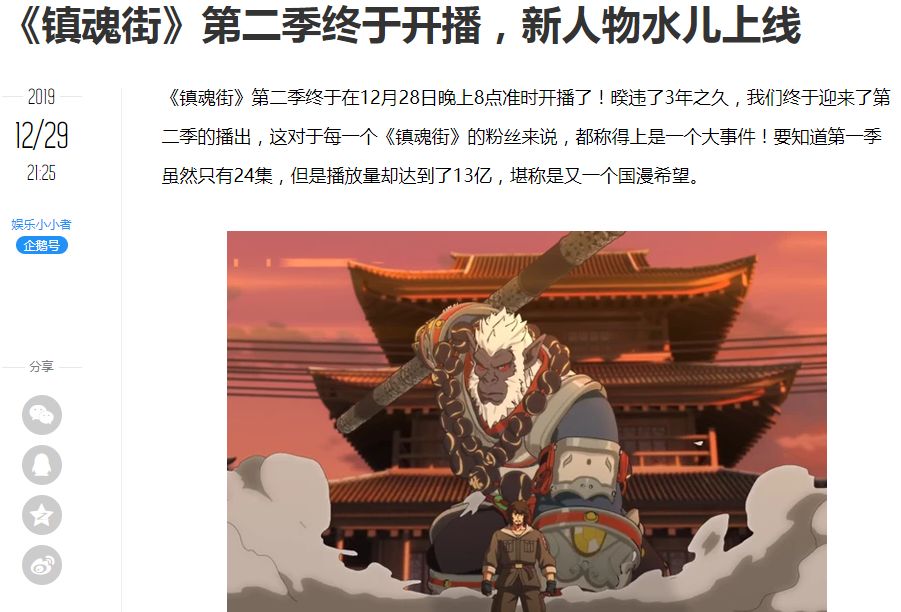 《镇魂街》第二季终于开播，新人物水儿上线
2019
12/29
21:25
娱乐小小者
企鹅号
分享
《镇魂街》第二季终于在12月28日晚上8点准时开播了！暌违了3年之久，我们终于迎来了第
二季的播出，这对于每一个《镇魂街》的粉丝来说，都称得上是一个大事件！要知道第一季
虽然只有24集，但是播放量却达到了13亿，堪称是又一个国漫希望。